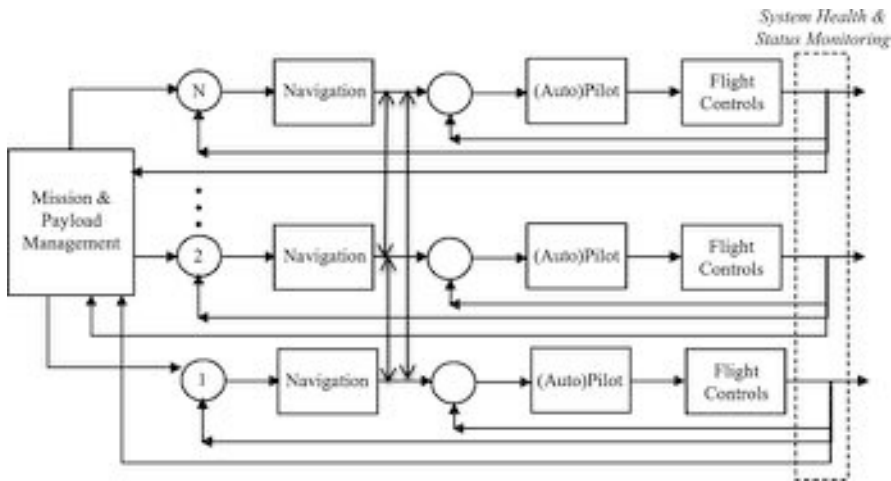 System Health &
Status Monitoring
N
Navigation
(Auto)Pilot
Flight
Controls
Mission &
Payload
Management
2
Navigation
(Auto)Pilot
Flight
Controls
1
Navigation
(Auto)Pilot
Flight
Controls